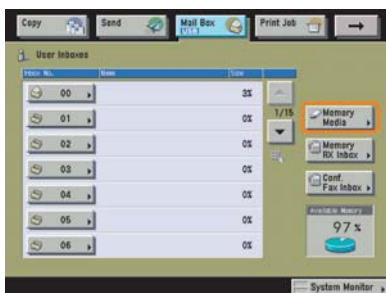 Copy Send Mail Box Print Job
[USB]
User Inboxes
Inbox No. Name Size
00 3%
01 0%
02 0%
03 0%
04 0%
05 0%
06 0%
1/15
Memory
Media
Memory
RX Inbox
Conf.
Fax Inbox
Available Memory
97%
System Monitor